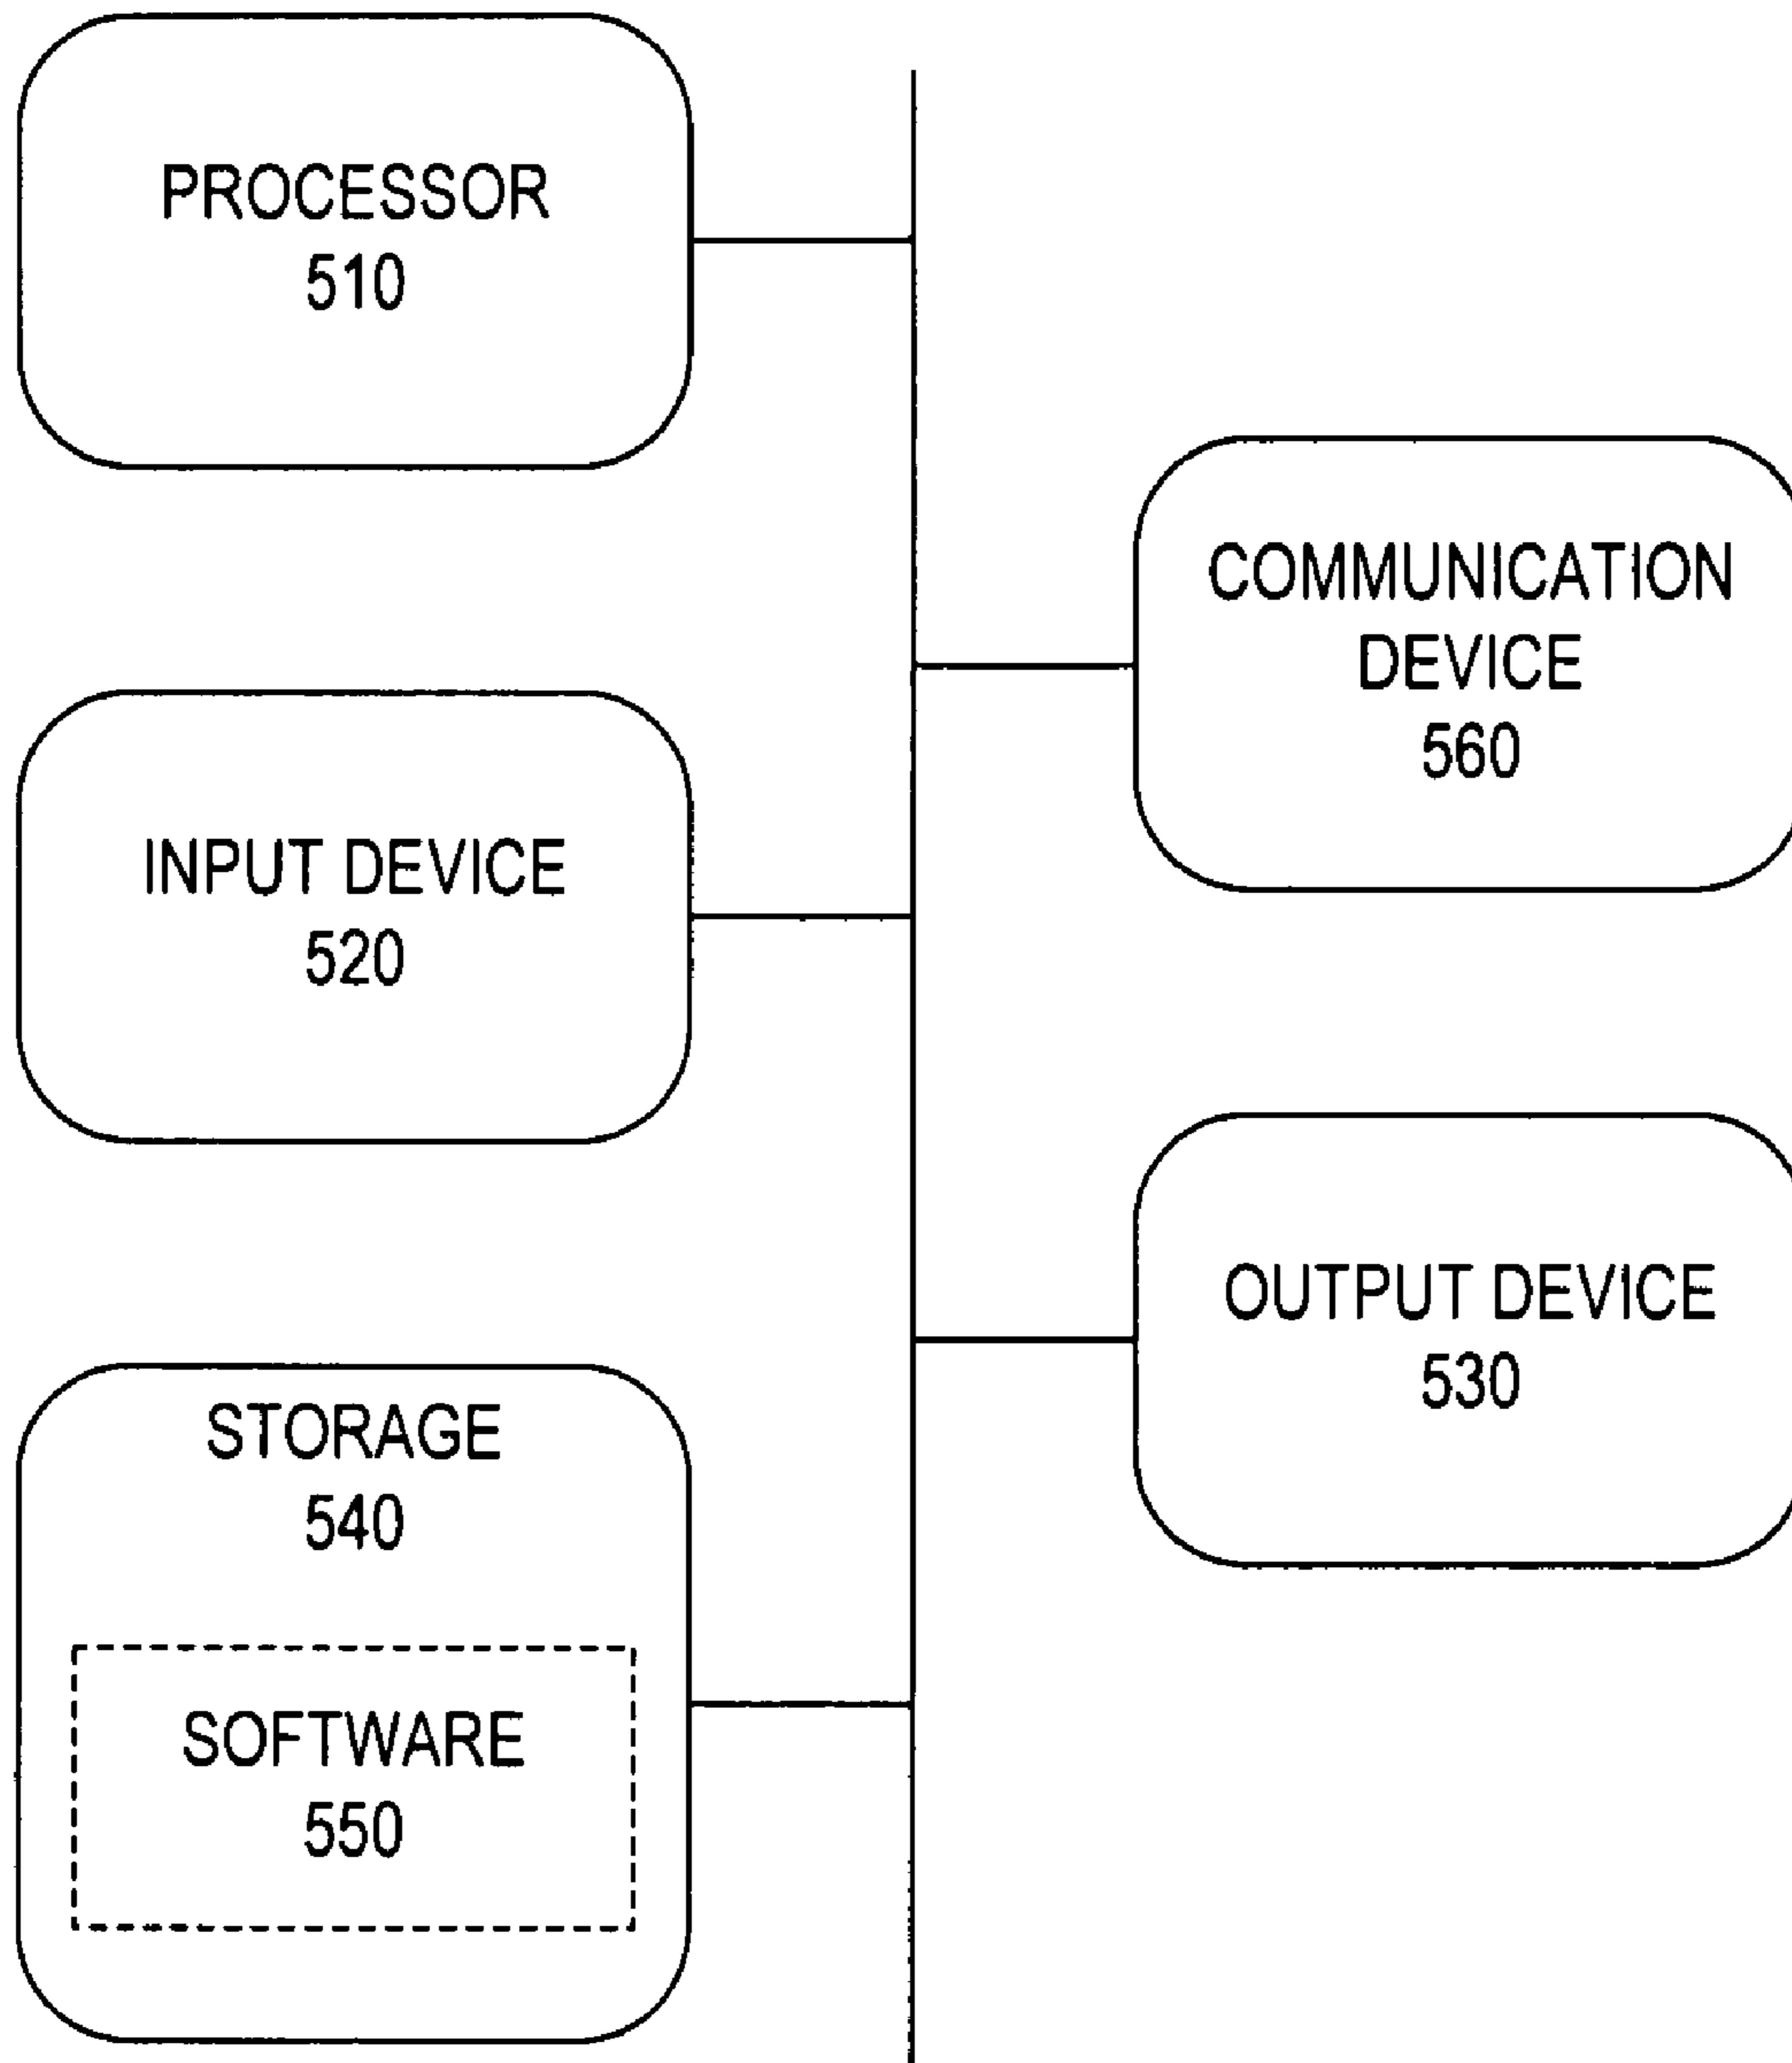 PROCESSOR
510
COMMUNICATION
DEVICE
560
INPUT DEVICE
520
OUTPUT DEVICE
530
STORAGE
540
SOFTWARE
550